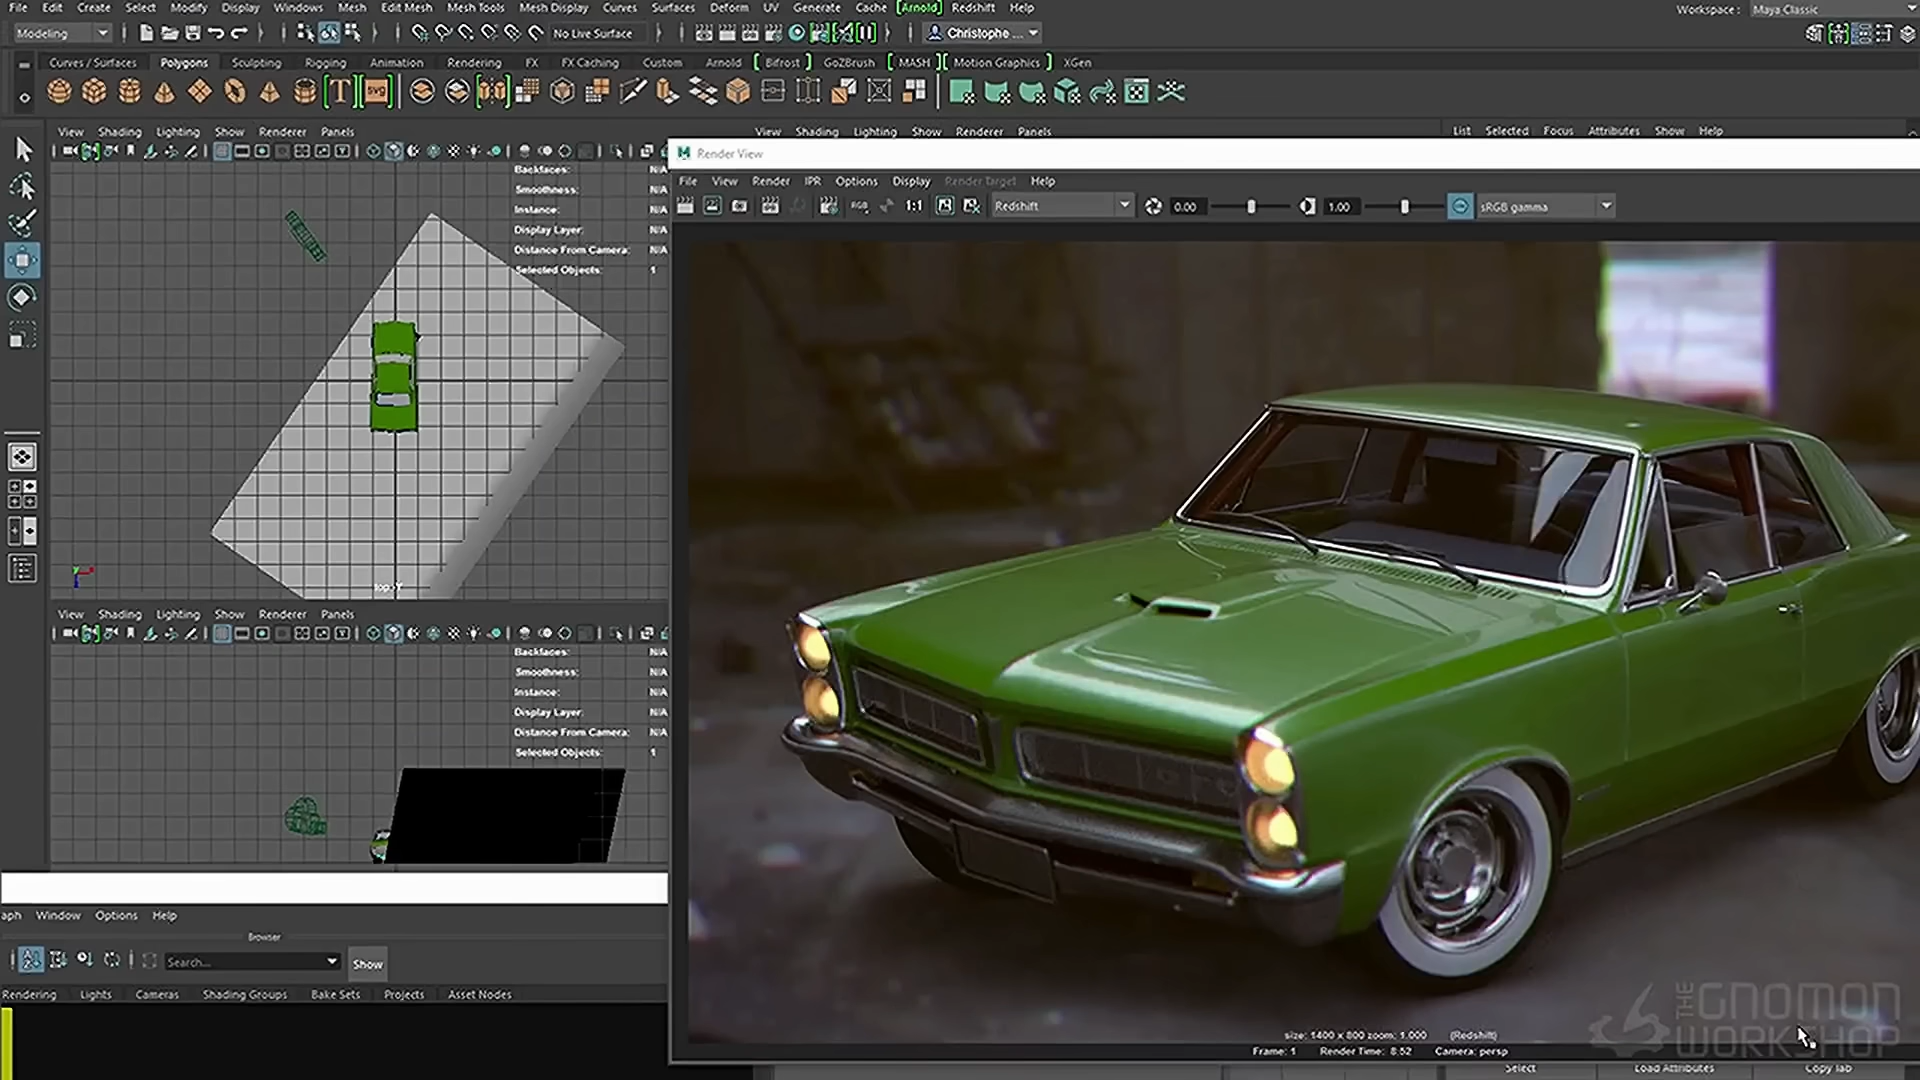 File Edit Create Select Modify Display Windows Mesh Edit Mesh Mesh Tools Mesh Display Curves Surfaces Deform UV Generate Cache [Arnold] Redshift Help
Workspace : Maya Classic
Modeling No Live Surface Christophe ...
Curves / Surfaces Polygons Sculpting Rigging Animation Rendering FX FX Caching Custom Arnold [ Bifrost ] GoZBrush [ MASH ] [ Motion Graphics ] XGen
T SVG
View Shading Lighting Show Renderer Panels
View Shading Lighting Show Renderer Panels
List Selected Focus Attributes Show Help
Render View
File View Render IPR Options Display Render Target Help
RGB 1:1 Redshift 0.00 1.00 sRGB gamma
Backfaces: N/A
Smoothness: N/A
Instance: N/A
Display Layer: N/A
Distance From Camera: N/A
Selected Objects: 1
top -Y
View Shading Lighting Show Renderer Panels
Backfaces: N/A
Smoothness: N/A
Instance: N/A
Display Layer: N/A
Distance From Camera: N/A
Selected Objects: 1
aph Window Options Help
Browser
Search... Show
Rendering Lights Cameras Shading Groups Bake Sets Projects Asset Nodes
size: 1400 x 800 zoom: 1.000 (Redshift)
Frame: 1 Render Time: 8:52 Camera: persp
THE GNOMON WORKSHOP
Select Load Attributes Copy Tab